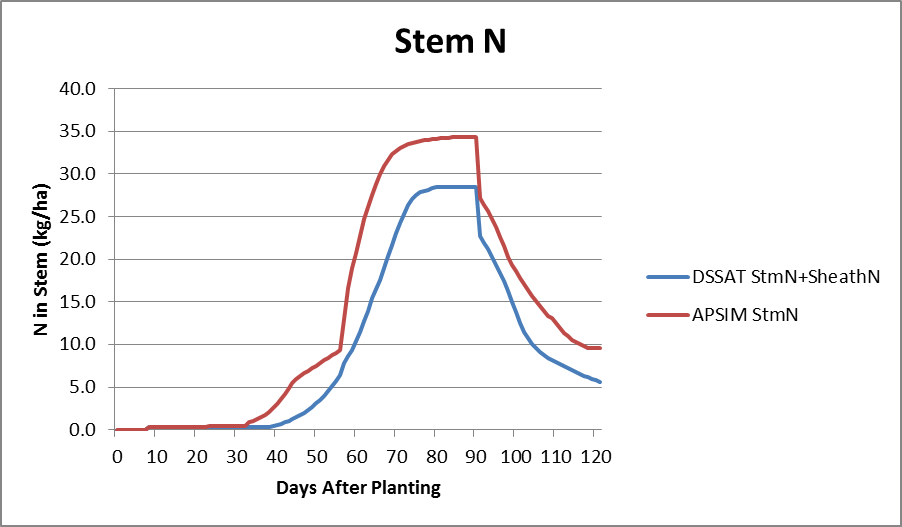 Stem N
40.0
35.0
30.0
25.0
20.0
15.0
10.0
5.0
0.0
N in Stem (kg/ha)
0 10 20 30 40 50 60 70 80 90 100 110 120
Days After Planting
DSSAT StmN+SheathN
APSIM StmN